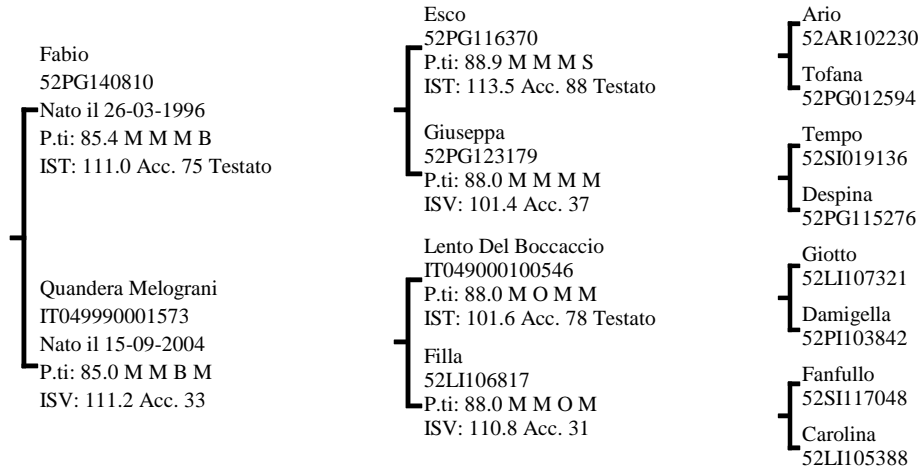 Fabio
52PG140810
Nato il 26-03-1996
P.ti: 85.4 M M M B
IST: 111.0 Acc. 75 Testato
Quandera Melograni
IT049990001573
Nato il 15-09-2004
P.ti: 85.0 M M B M
ISV: 111.2 Acc. 33
Esco
52PG116370
P.ti: 88.9 M M M S
IST: 113.5 Acc. 88 Testato
Giuseppa
52PG123179
P.ti: 88.0 M M M M
ISV: 101.4 Acc. 37
Lento Del Boccaccio
IT049000100546
P.ti: 88.0 M O M M
IST: 101.6 Acc. 78 Testato
Filla
52LI106817
P.ti: 88.0 M M O M
ISV: 110.8 Acc. 31
Ario
52AR102230
Tofana
52PG012594
Tempo
52SI019136
Despina
52PG115276
Giotto
52LI107321
Damigella
52PI103842
Fanfullo
52SI117048
Carolina
52LI105388